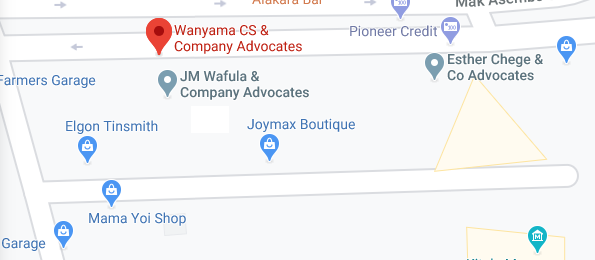 Alakara Bar
Mak Asembo
Wanyama CS &
Company Advocates
Pioneer Credit
Esther Chege &
Co Advocates
Farmers Garage
JM Wafula &
Company Advocates
Elgon Tinsmith
Joymax Boutique
Mama Yoi Shop
Garage